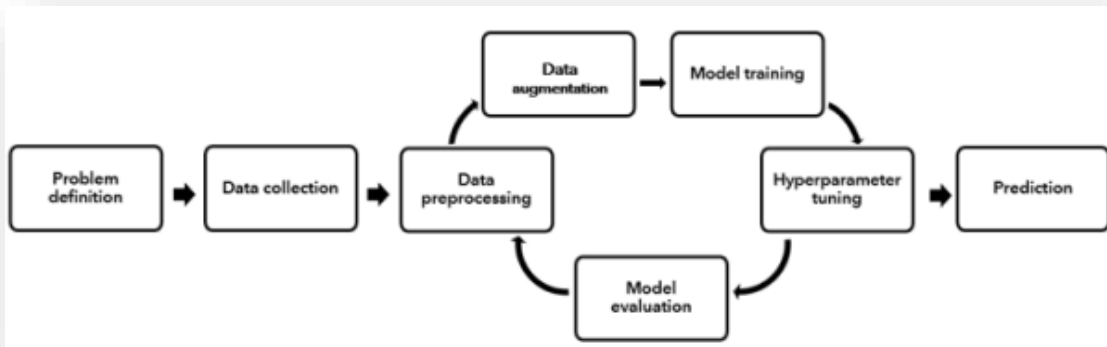 Problem
definition
Data collection
Data
preprocessing
Data
augmentation
Model training
Hyperparameter
tuning
Model
evaluation
Prediction